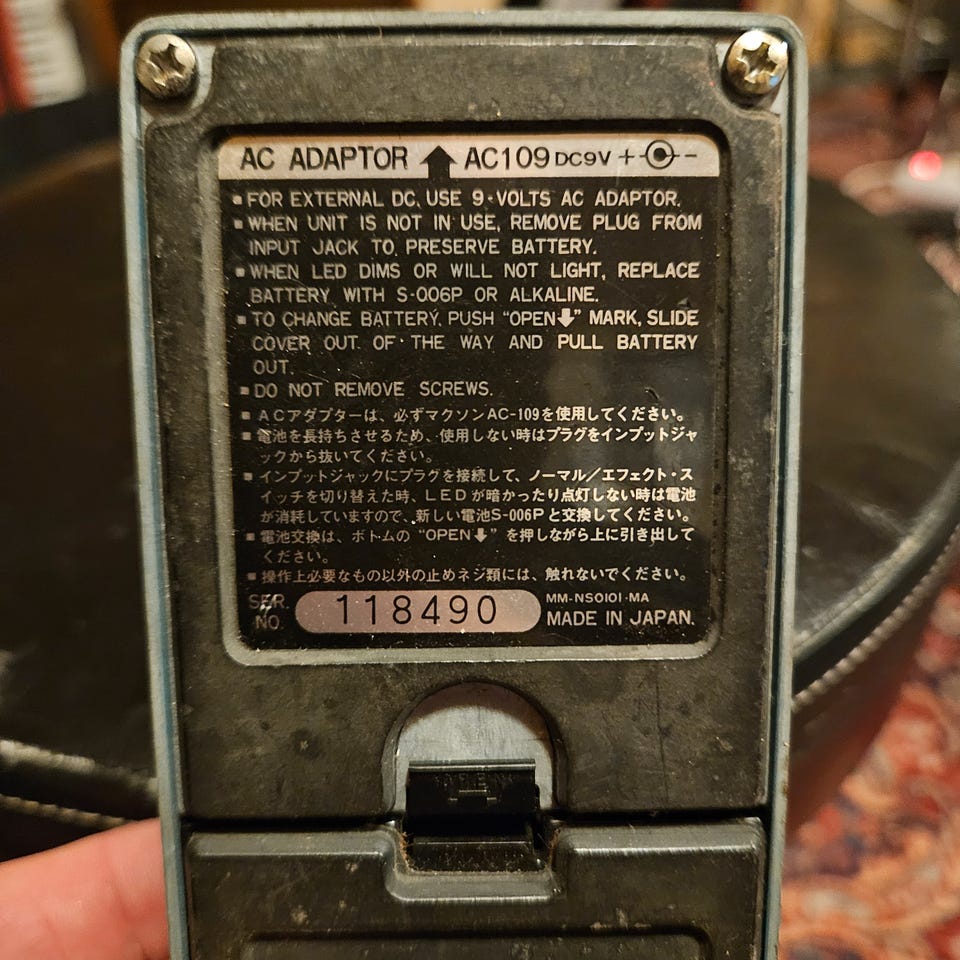 AC ADAPTOR ⬆ AC109 DC9V + -
▪ FOR EXTERNAL DC, USE 9-VOLTS AC ADAPTOR.
▪ WHEN UNIT IS NOT IN USE, REMOVE PLUG FROM
INPUT JACK TO PRESERVE BATTERY.
▪ WHEN LED DIMS OR WILL NOT LIGHT, REPLACE
BATTERY WITH S-006P OR ALKALINE.
▪ TO CHANGE BATTERY, PUSH "OPEN⬇" MARK, SLIDE
COVER OUT OF THE WAY AND PULL BATTERY
OUT.
▪ DO NOT REMOVE SCREWS.
▪ ACアダプターは、必ずマクソンAC-109を使用してください。
▪ 電池を長持ちさせるため、使用しない時はプラグをインプットジャ
ックから抜いてください。
▪ インプットジャックにプラグを接続して、ノーマル/エフェクト・ス
イッチを切り替えた時、LEDが暗かったり点灯しない時は電池
が消耗していますので、新しい電池S-006Pと交換してください。
▪ 電池交換は、ボトムの "OPEN⬇" を押しながら上に引き出して
ください。
▪ 操作上必要なもの以外の止めネジ類には、触れないでください。
SER. NO. 118490
MM-NS0101-MA
MADE IN JAPAN.
OPEN